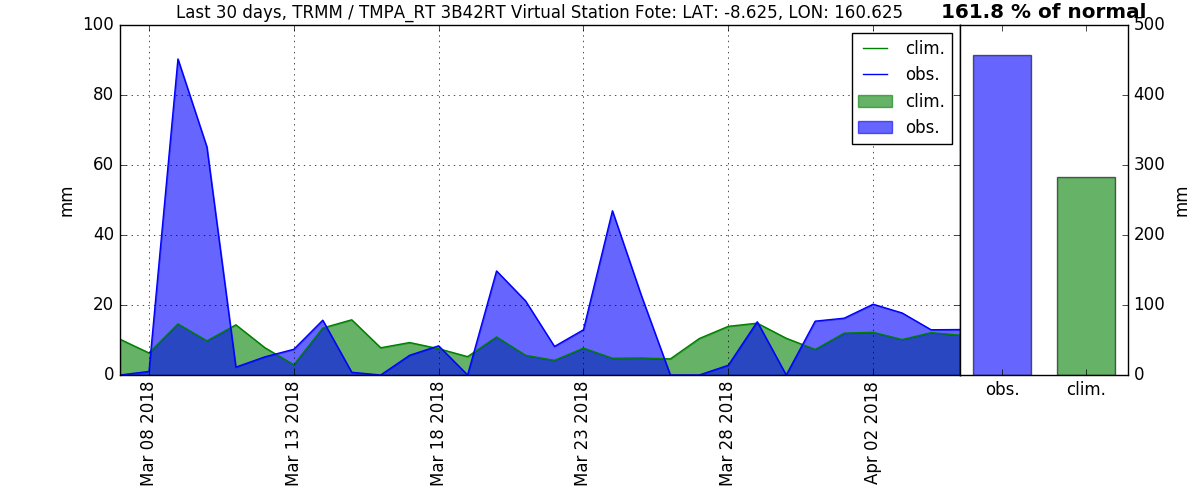 Last 30 days, TRMM / TMPA_RT 3B42RT Virtual Station Fote: LAT: -8.625, LON: 160.625
161.8 % of normal
100
80
60
40
20
0
mm
clim.
obs.
clim.
obs.
500
400
300
200
100
0
mm
obs.
clim.
Mar 08 2018
Mar 13 2018
Mar 18 2018
Mar 23 2018
Mar 28 2018
Apr 02 2018